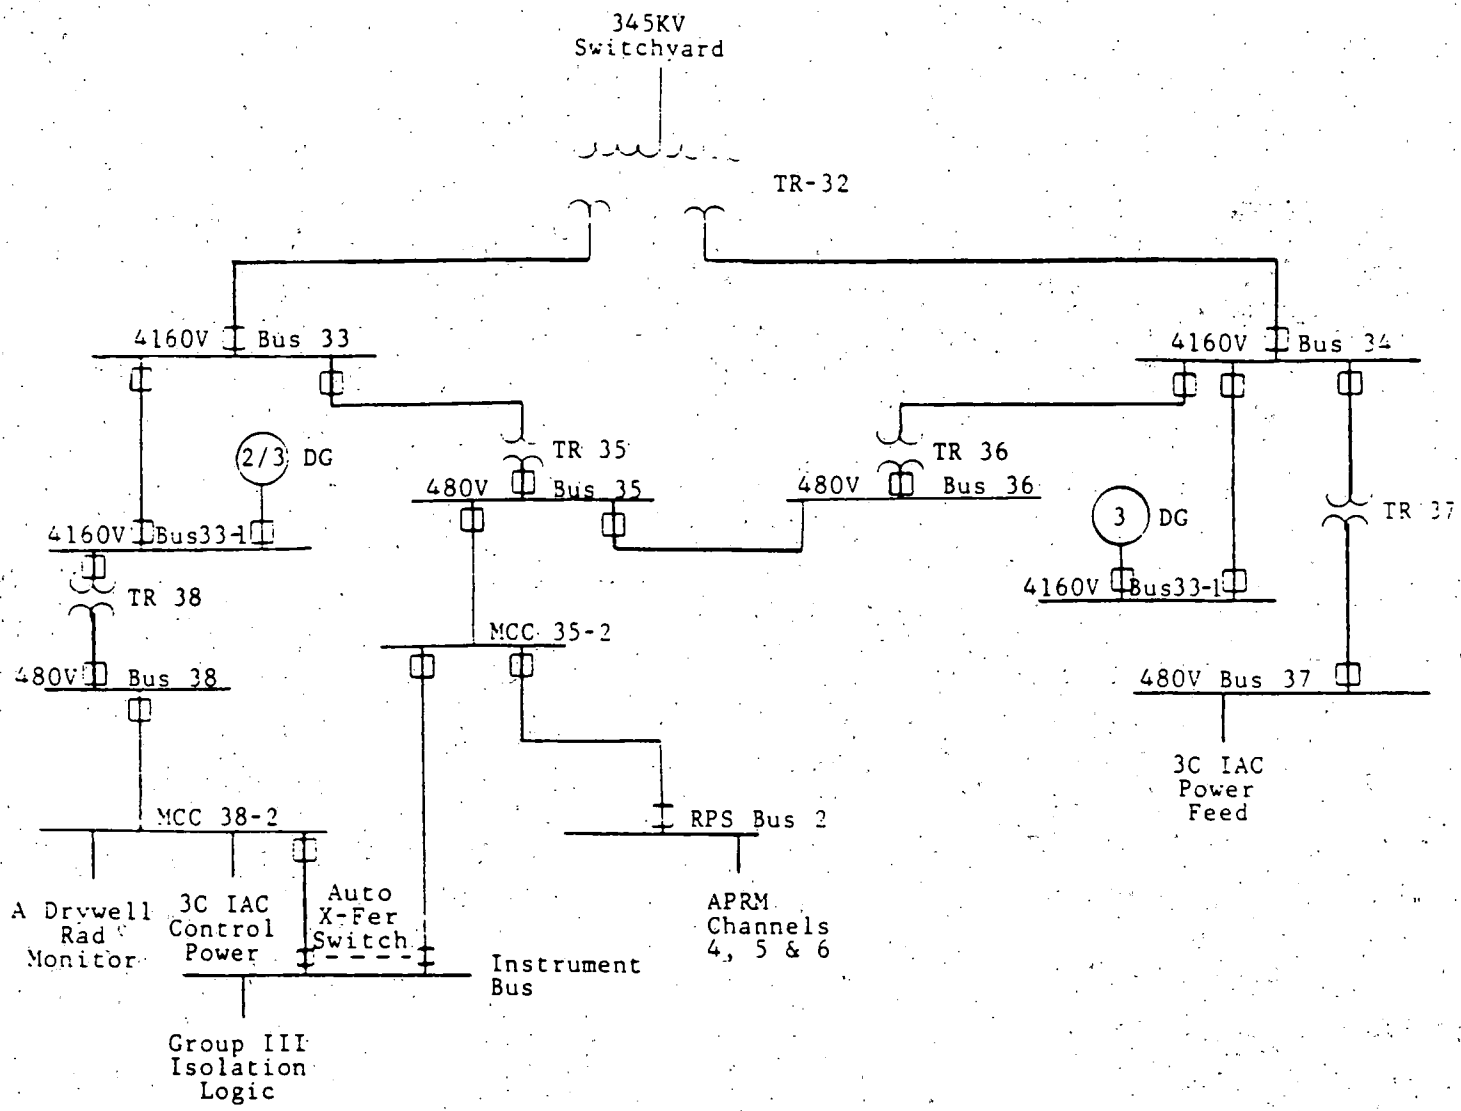 345KV
Switchyard
TR-32
4160V Bus 33
4160V Bus 34
2/3 DG
TR 35
TR 36
480V Bus 35
480V Bus 36
3 DG
TR 37
4160V Bus33-1
4160V Bus33-1
TR 38
MCC 35-2
480V Bus 38
480V Bus 37
3C IAC
Power
Feed
MCC 38-2
RPS Bus 2
A Drywell
Rad
Monitor
3C IAC
Control
Power
Auto
X-Fer
Switch
APRM
Channels
4, 5 & 6
Instrument
Bus
Group III
Isolation
Logic